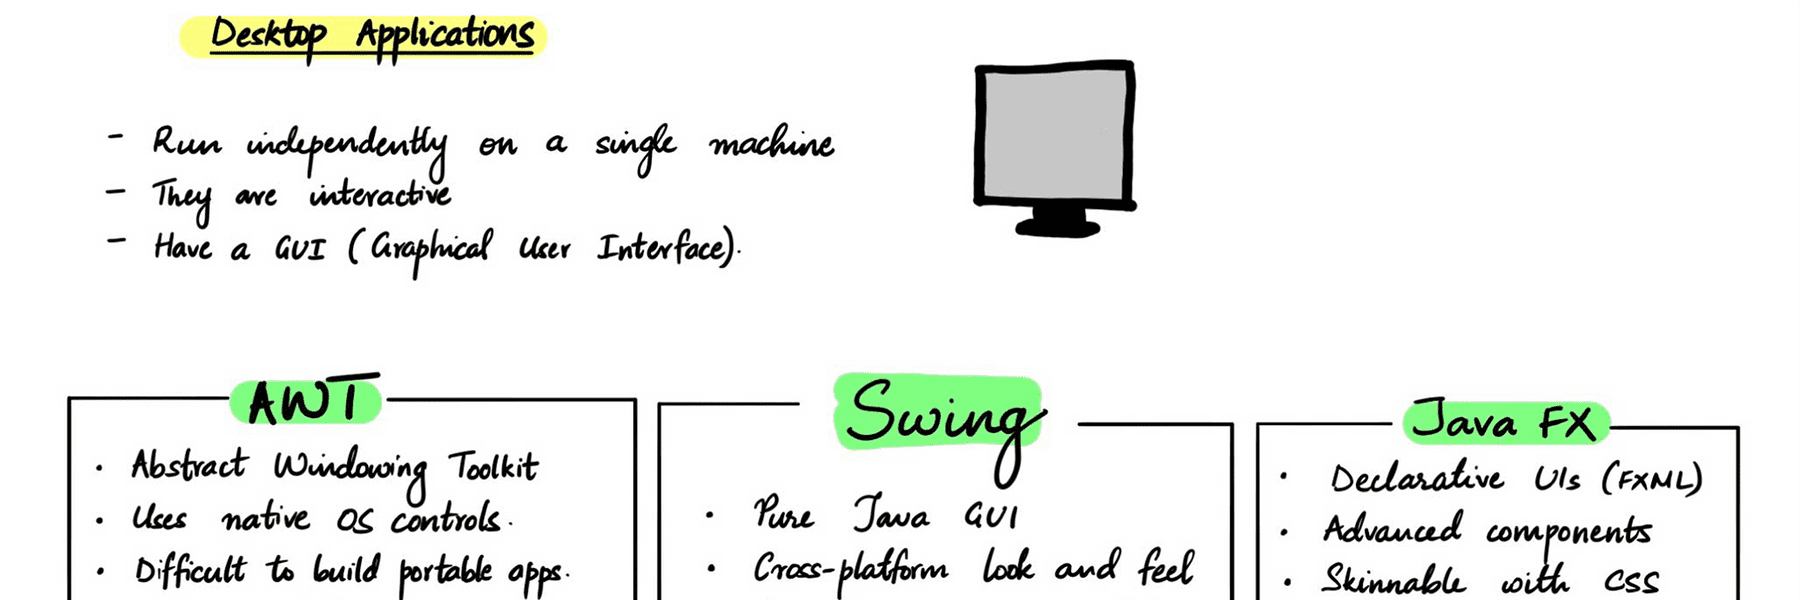 Desktop Applications
- Run independently on a single machine
- They are interactive
- Have a GUI (Graphical User Interface).
AWT
• Abstract Windowing Toolkit
• Uses native OS controls.
• Difficult to build portable apps.
Swing
• Pure Java GUI
• Cross-platform look and feel
Java FX
• Declarative UIs (FXML)
• Advanced components
• Skinnable with CSS